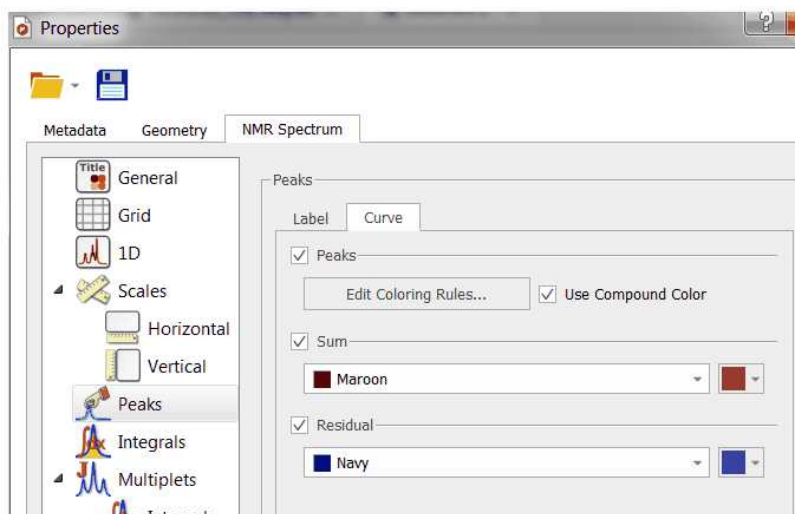 Properties
Metadata Geometry NMR Spectrum
Title
General
Grid
1D
Scales
Horizontal
Vertical
Peaks
Integrals
Multiplets
Peaks
Label Curve
Peaks
Edit Coloring Rules... Use Compound Color
Sum
Maroon
Residual
Navy